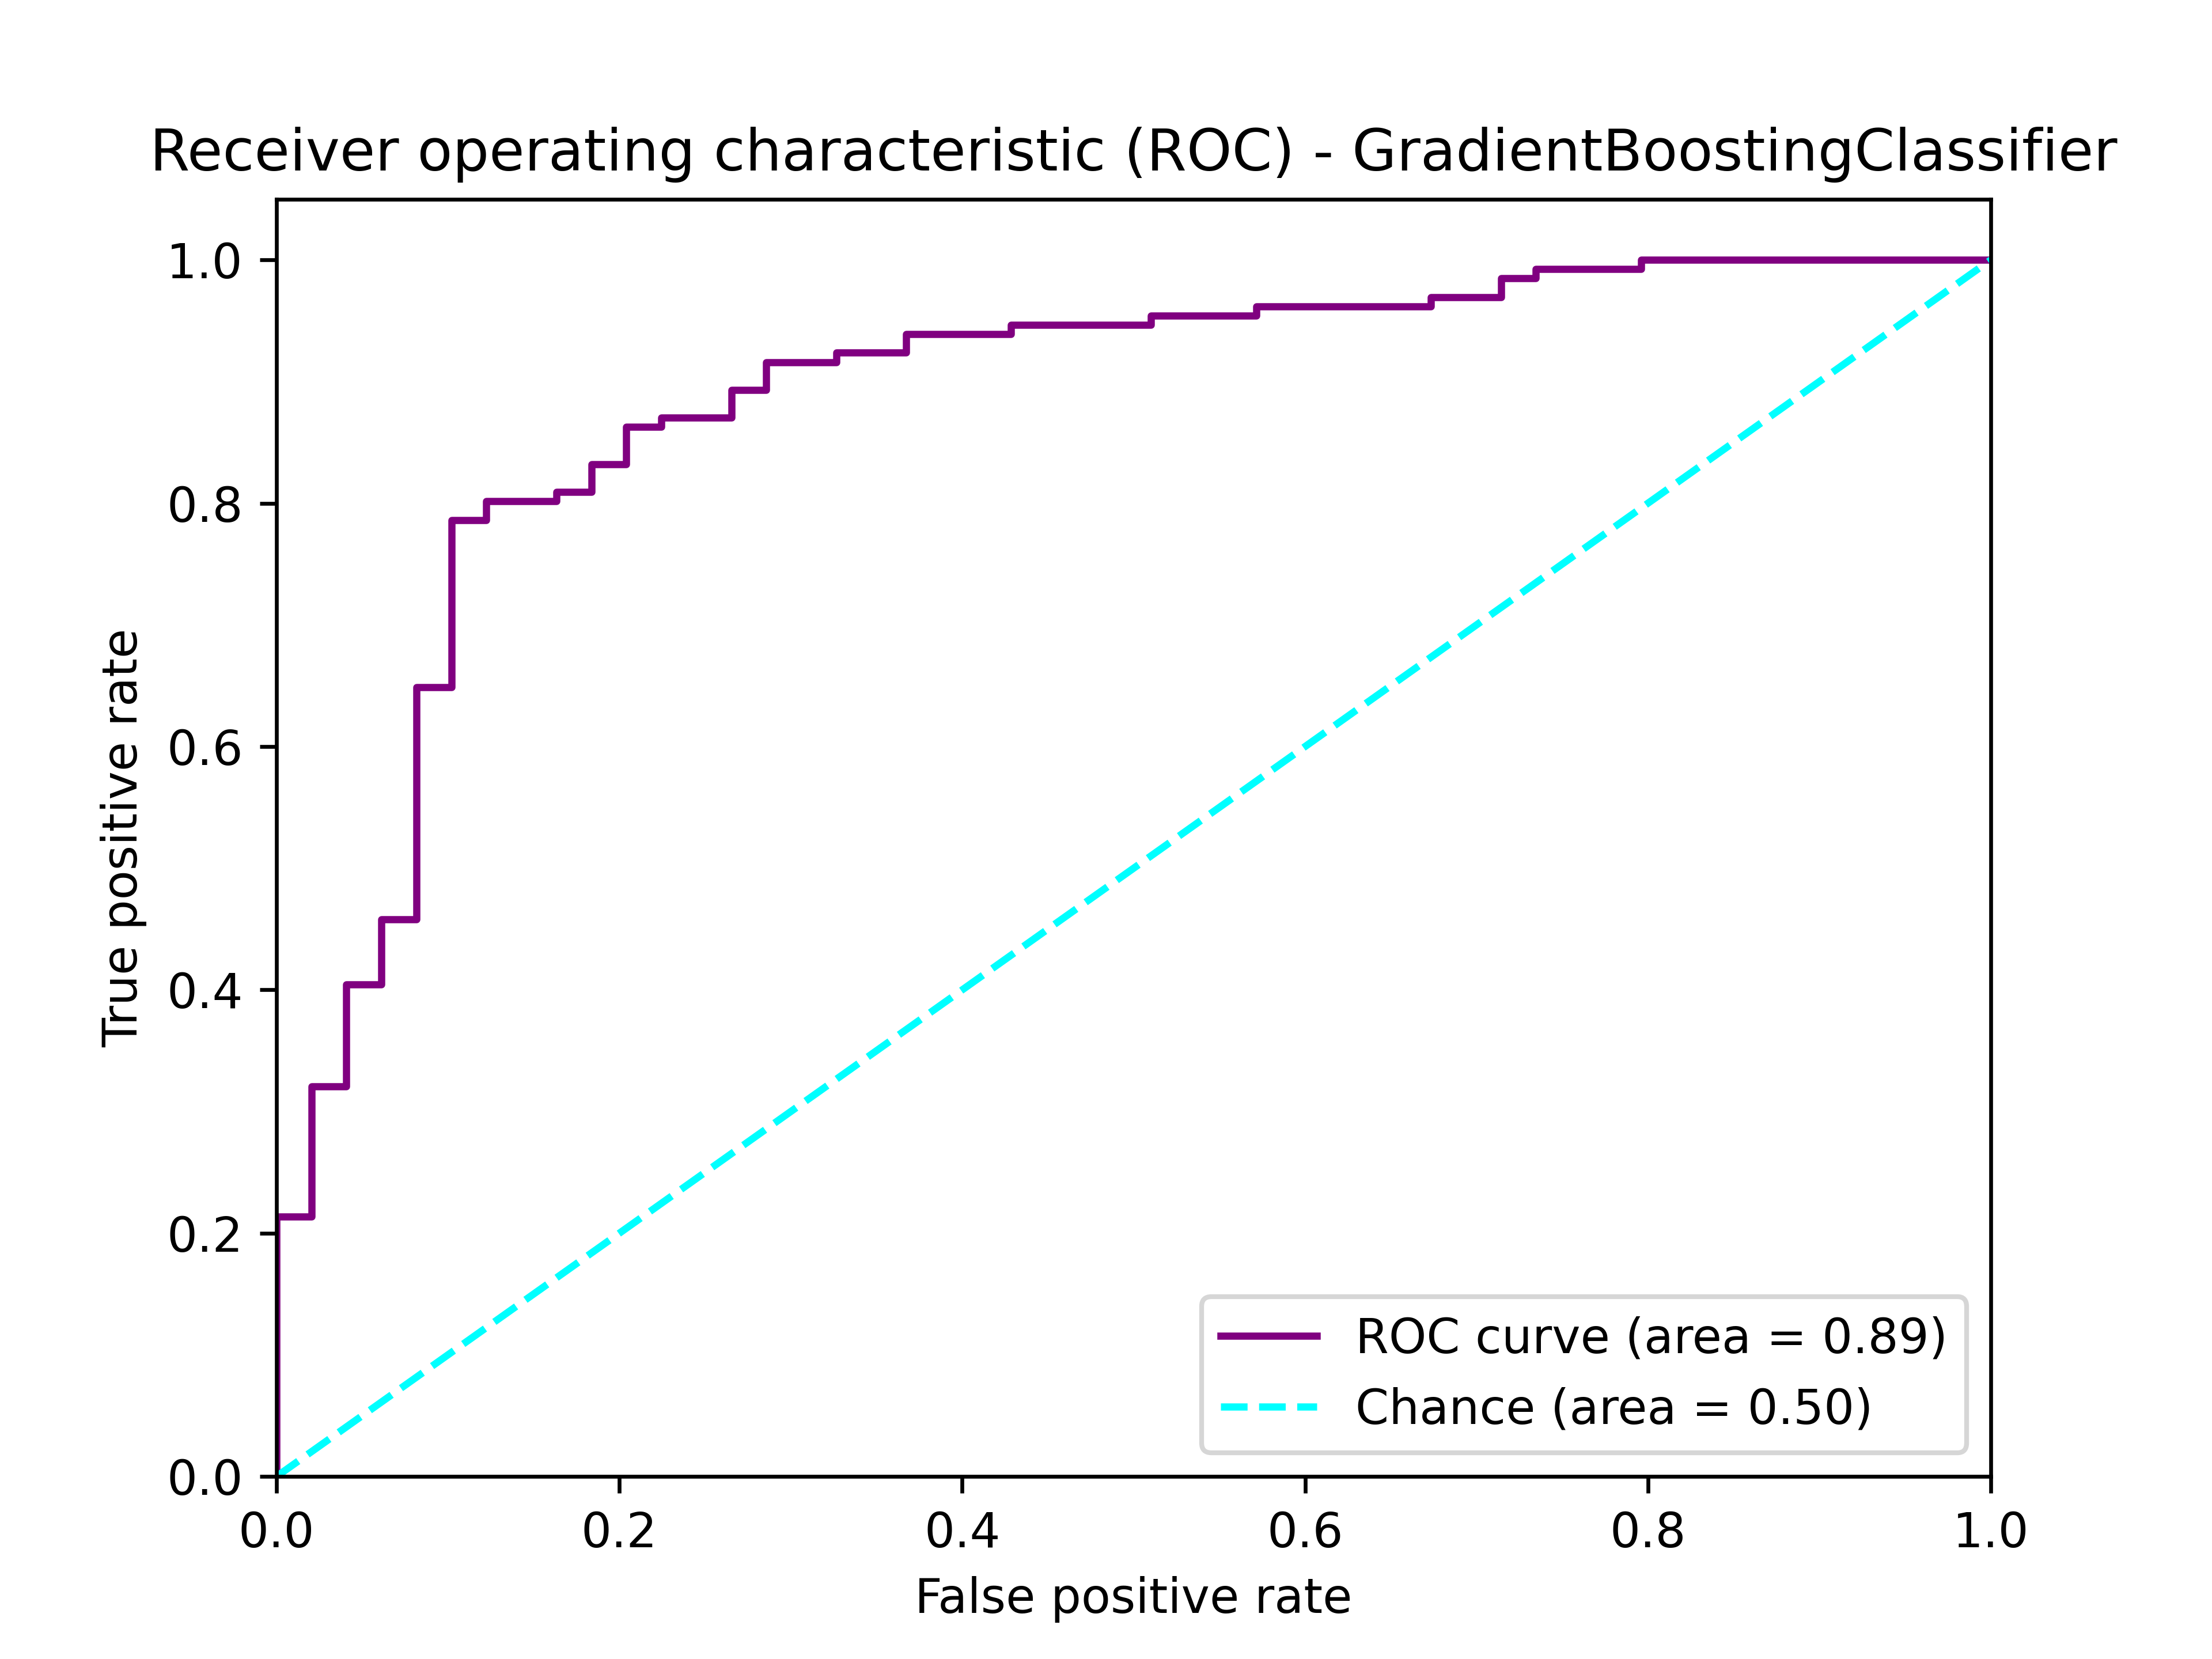 Receiver operating characteristic (ROC) - GradientBoostingClassifier
1.0
0.8
0.6
0.4
0.2
0.0
True positive rate
0.0 0.2 0.4 0.6 0.8 1.0
False positive rate
ROC curve (area = 0.89)
Chance (area = 0.50)